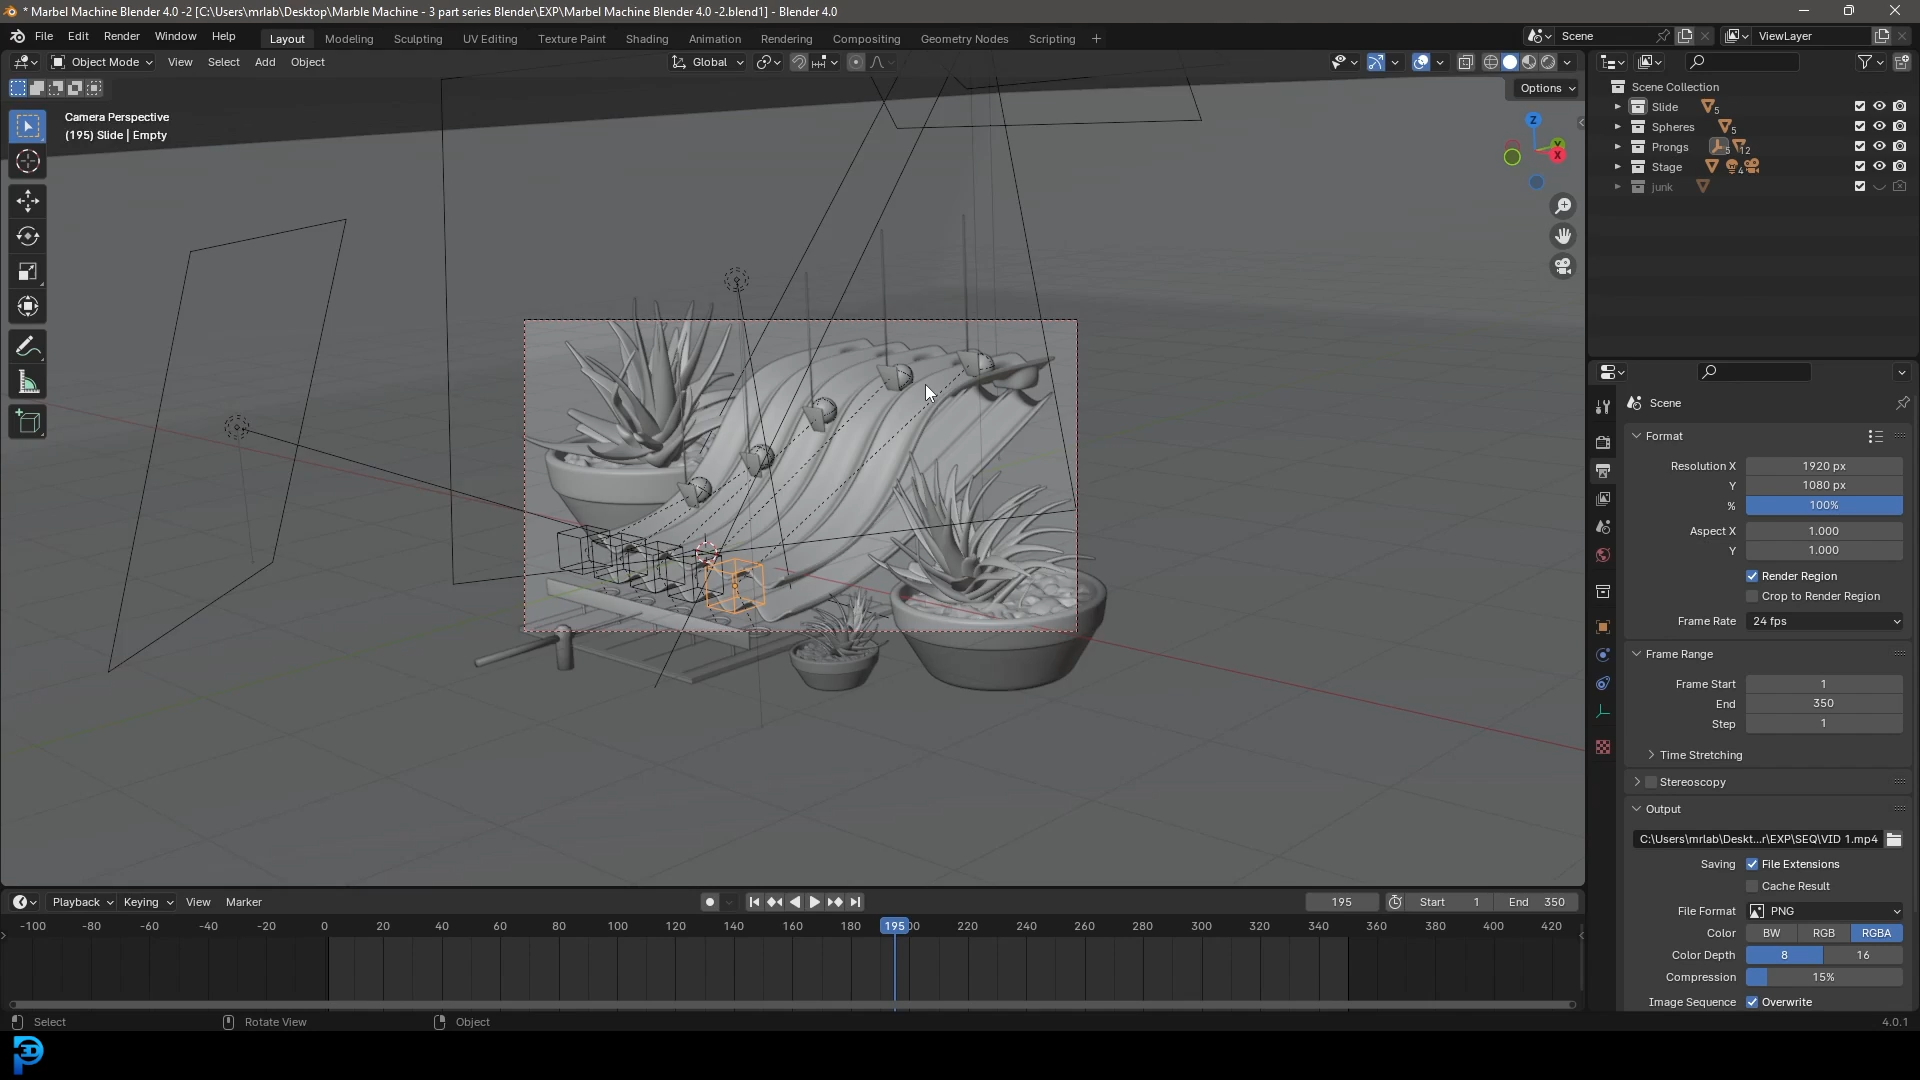 * Marbel Machine Blender 4.0 -2 [C:\Users\mrlab\Desktop\Marble Machine - 3 part series Blender\EXP\Marbel Machine Blender 4.0 -2.blend1] - Blender 4.0
File Edit Render Window Help Layout Modeling Sculpting UV Editing Texture Paint Shading Animation Rendering Compositing Geometry Nodes Scripting + Scene ViewLayer
Object Mode View Select Add Object Global
Options
Camera Perspective
(195) Slide | Empty
Z
Y
X
Scene Collection
Slide 5
Spheres 5
Prongs 5 12
Stage 4
junk
Scene
Format
Resolution X 1920 px
Y 1080 px
% 100%
Aspect X 1.000
Y 1.000
Render Region
Crop to Render Region
Frame Rate 24 fps
Frame Range
Frame Start 1
End 350
Step 1
Time Stretching
Stereoscopy
Output
C:\Users\mrlab\Deskt...r\EXP\SEQ\VID 1.mp4
Saving File Extensions
Cache Result
File Format PNG
Color BW RGB RGBA
Color Depth 8 16
Compression 15%
Image Sequence Overwrite
Playback Keying View Marker 195 Start 1 End 350
-100 -80 -60 -40 -20 0 20 40 60 80 100 120 140 160 180 195 220 240 260 280 300 320 340 360 380 400 420
Select Rotate View Object 4.0.1
3D